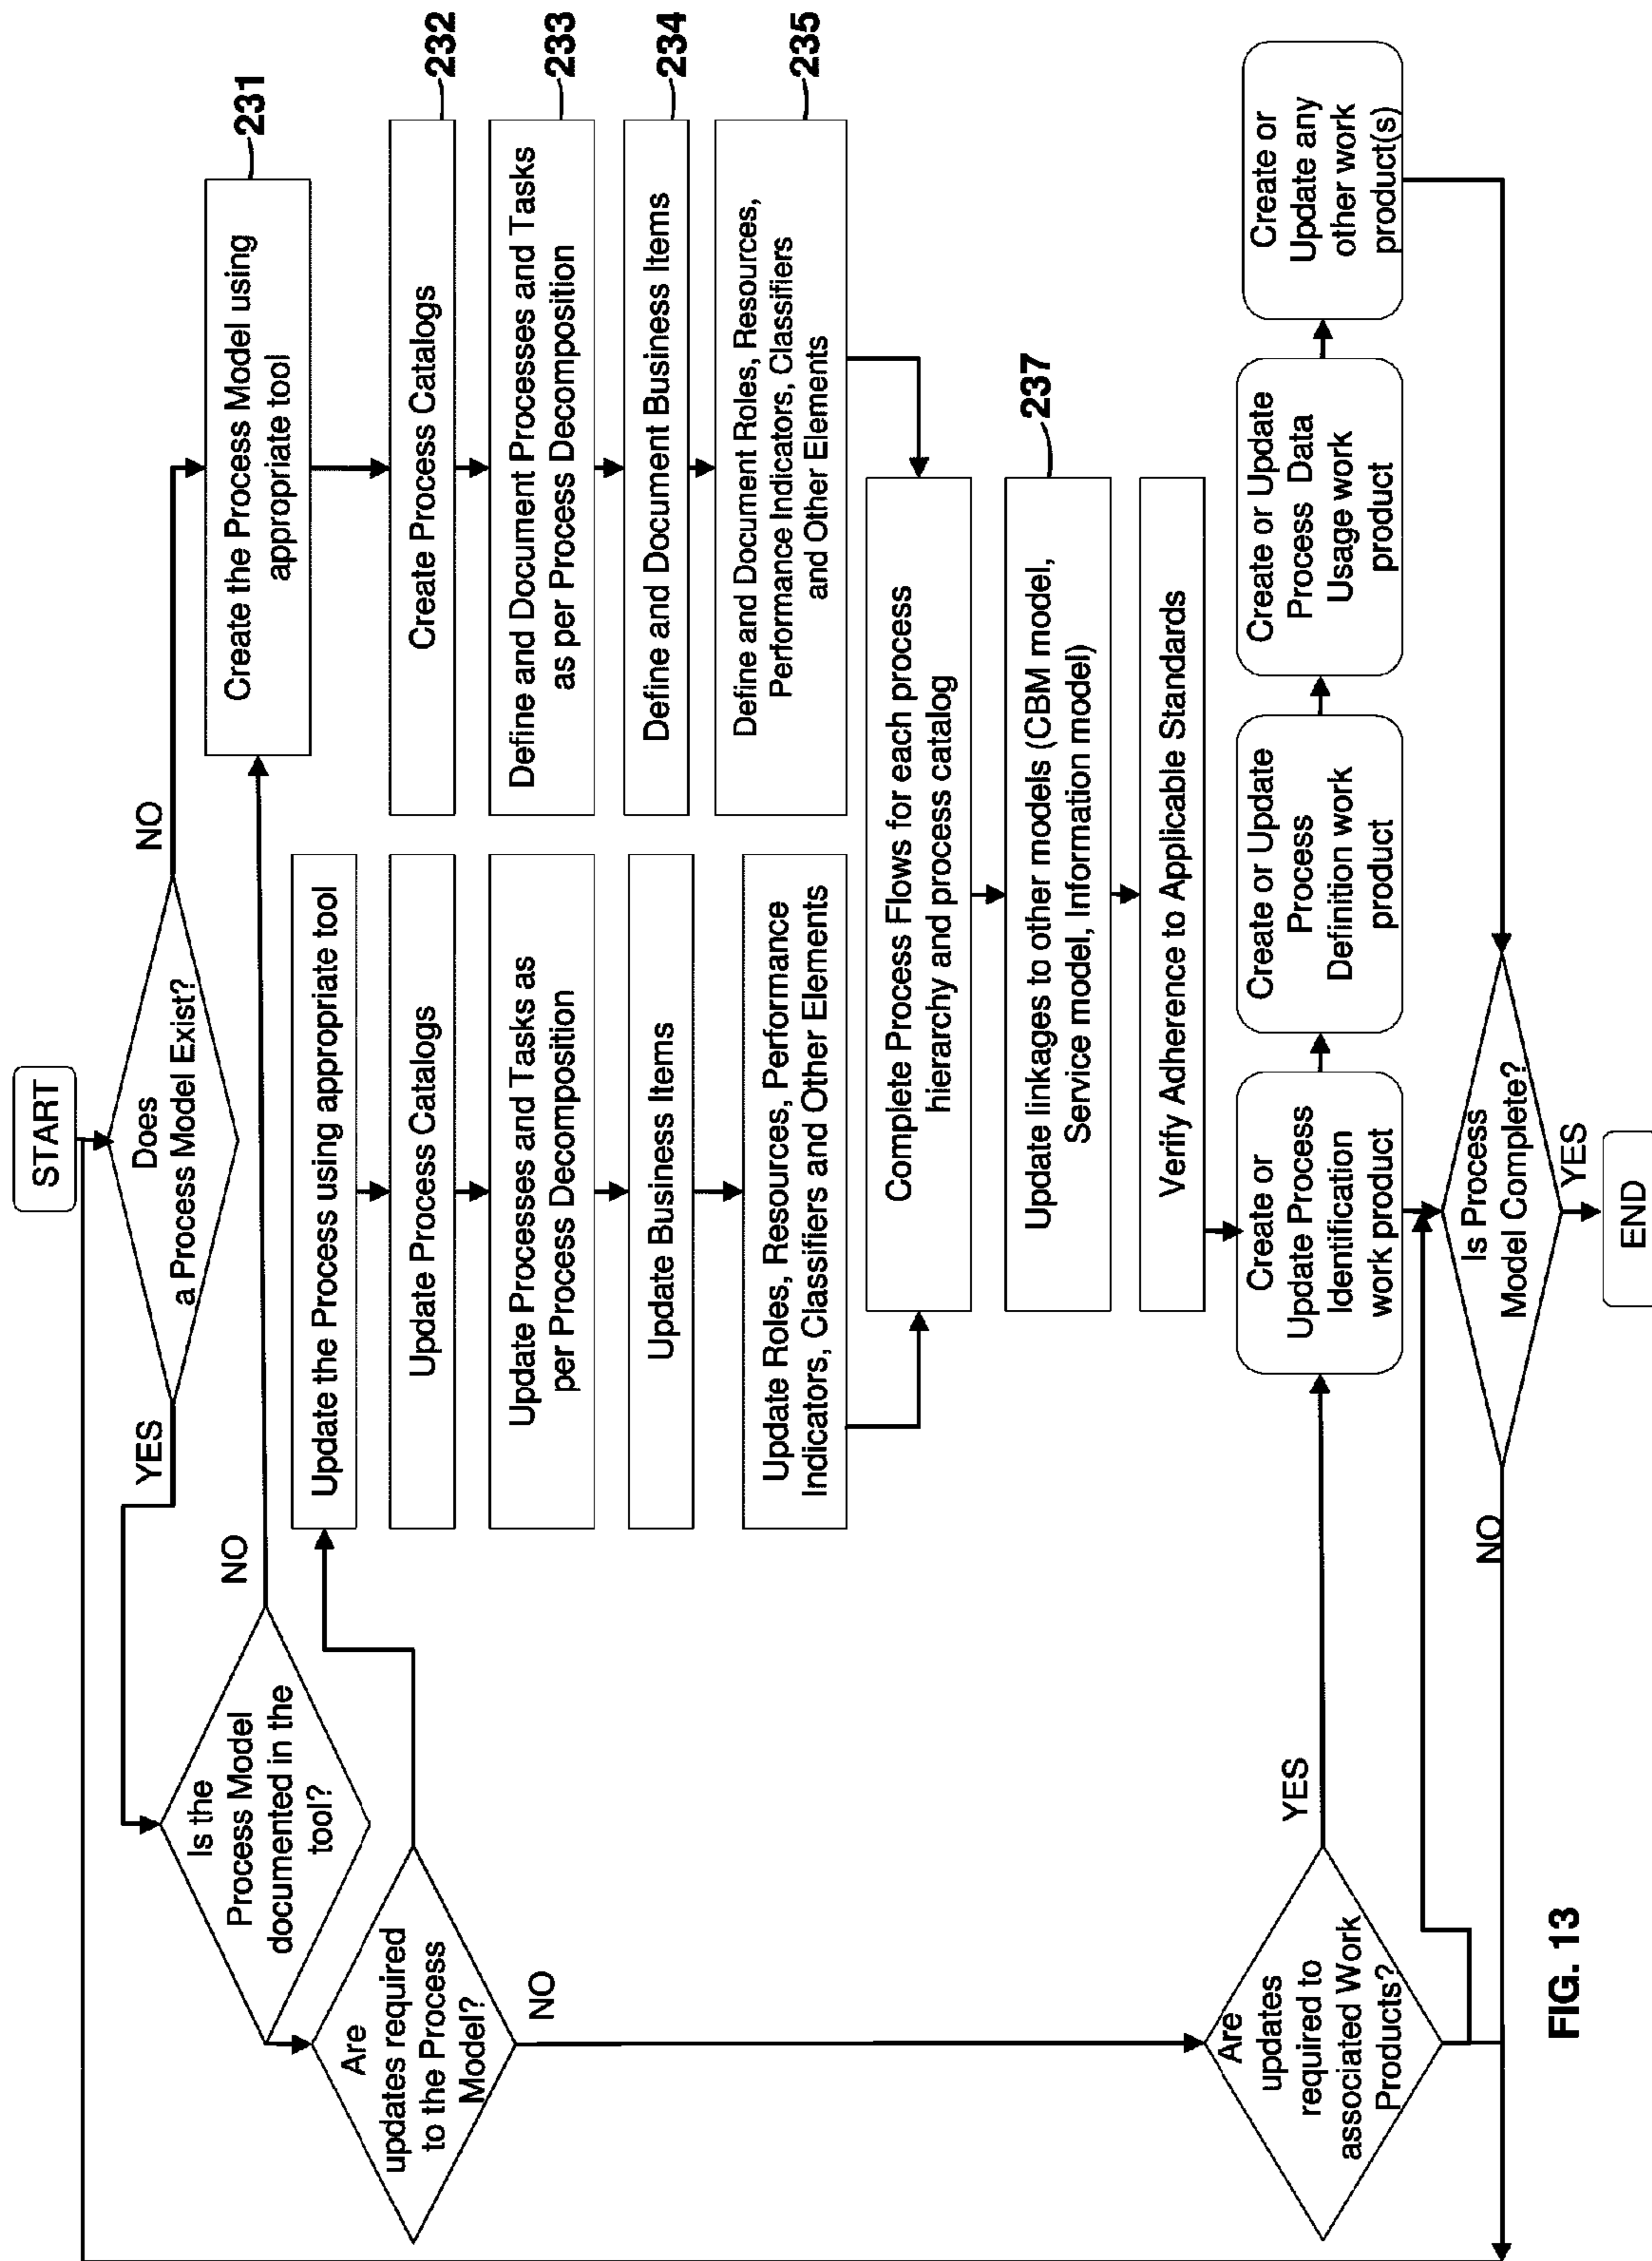 START
Does
a Process Model Exist?
YES
NO
Is the
Process Model
documented in the
tool?
NO
Create the Process Model using
appropriate tool
231
Are
updates required
to the Process
Model?
NO
Update the Process using appropriate tool
Update Process Catalogs
Update Processes and Tasks as
per Process Decomposition
Update Business Items
Update Roles, Resources, Performance
Indicators, Classifiers and Other Elements
Create Process Catalogs
232
Define and Document Processes and Tasks
as per Process Decomposition
233
Define and Document Business Items
234
Define and Document Roles, Resources,
Performance Indicators, Classifiers
and Other Elements
235
Complete Process Flows for each process
hierarchy and process catalog
Update linkages to other models (CBM model,
Service model, Information model)
237
Verify Adherence to Applicable Standards
Are
updates
required to
associated Work
Products?
YES
Create or
Update Process
Identification
work product
Create or Update
Process
Definition work
product
Create or Update
Process Data
Usage work
product
Create or
Update any
other work
product(s)
Is Process
Model Complete?
NO
YES
END
FIG. 13